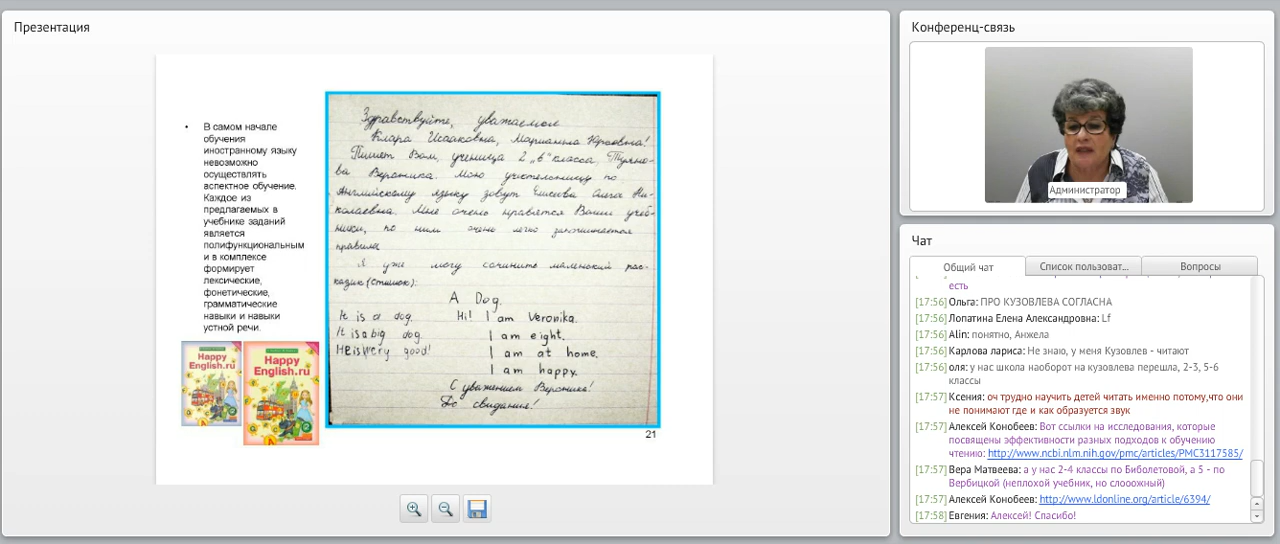 Презентация
• В самом начале
обучения
иностранному языку
невозможно
осуществлять
аспектное обучение.
Каждое из
предлагаемых в
учебнике заданий
является
полифункциональным
и в комплексе
формирует
лексические,
фонетические,
грамматические
навыки и навыки
устной речи.
Happy
English.ru
Happy
English.ru
Здравствуйте, уважаемые
Клара Исааковна, Марианна Юрьевна!
Пишет Вам, ученица 2 „в" класса,
Вероника. Мою учительницу по
Английскому языку зовут Ольга Ни-
колаевна. Мне очень нравятся Ваши учеб-
ники, по ним очень легко запоминаются
правила
Я уже могу сочинить маленький рас-
сказик (стишок):
A Dog.
It is a dog. Hi! I am Veronika.
It is a big dog. I am eight.
He is very good! I am at home.
I am happy.
С уважением Вероника!
До свидания!
21
Конференц-связь
Администратор
Чат
Общий чат
Список пользоват...
Вопросы
есть
[17:56] Ольга: ПРО КУЗОВЛЕВА СОГЛАСНА
[17:56] Лопатина Елена Александровна: Lf
[17:56] Alin: понятно, Анжела
[17:56] Карлова лариса: Не знаю, у меня Кузовлев - читают
[17:56] оля: у нас школа наоборот на кузовлева перешла, 2-3, 5-6
классы
[17:57] Ксения: оч трудно научить детей читать именно потому,что они
не понимают где и как образуется звук
[17:57] Алексей Конобеев: Вот ссылки на исследования, которые
посвящены эффективности разных подходов к обучению
чтению: http://www.ncbi.nlm.nih.gov/pmc/articles/PMC3117585/
[17:57] Вера Матвеева: а у нас 2-4 классы по Биболетовой, а 5 - по
Вербицкой (неплохой учебник, но слооожный)
[17:57] Алексей Конобеев: http://www.ldonline.org/article/6394/
[17:58] Евгения: Алексей! Спасибо!